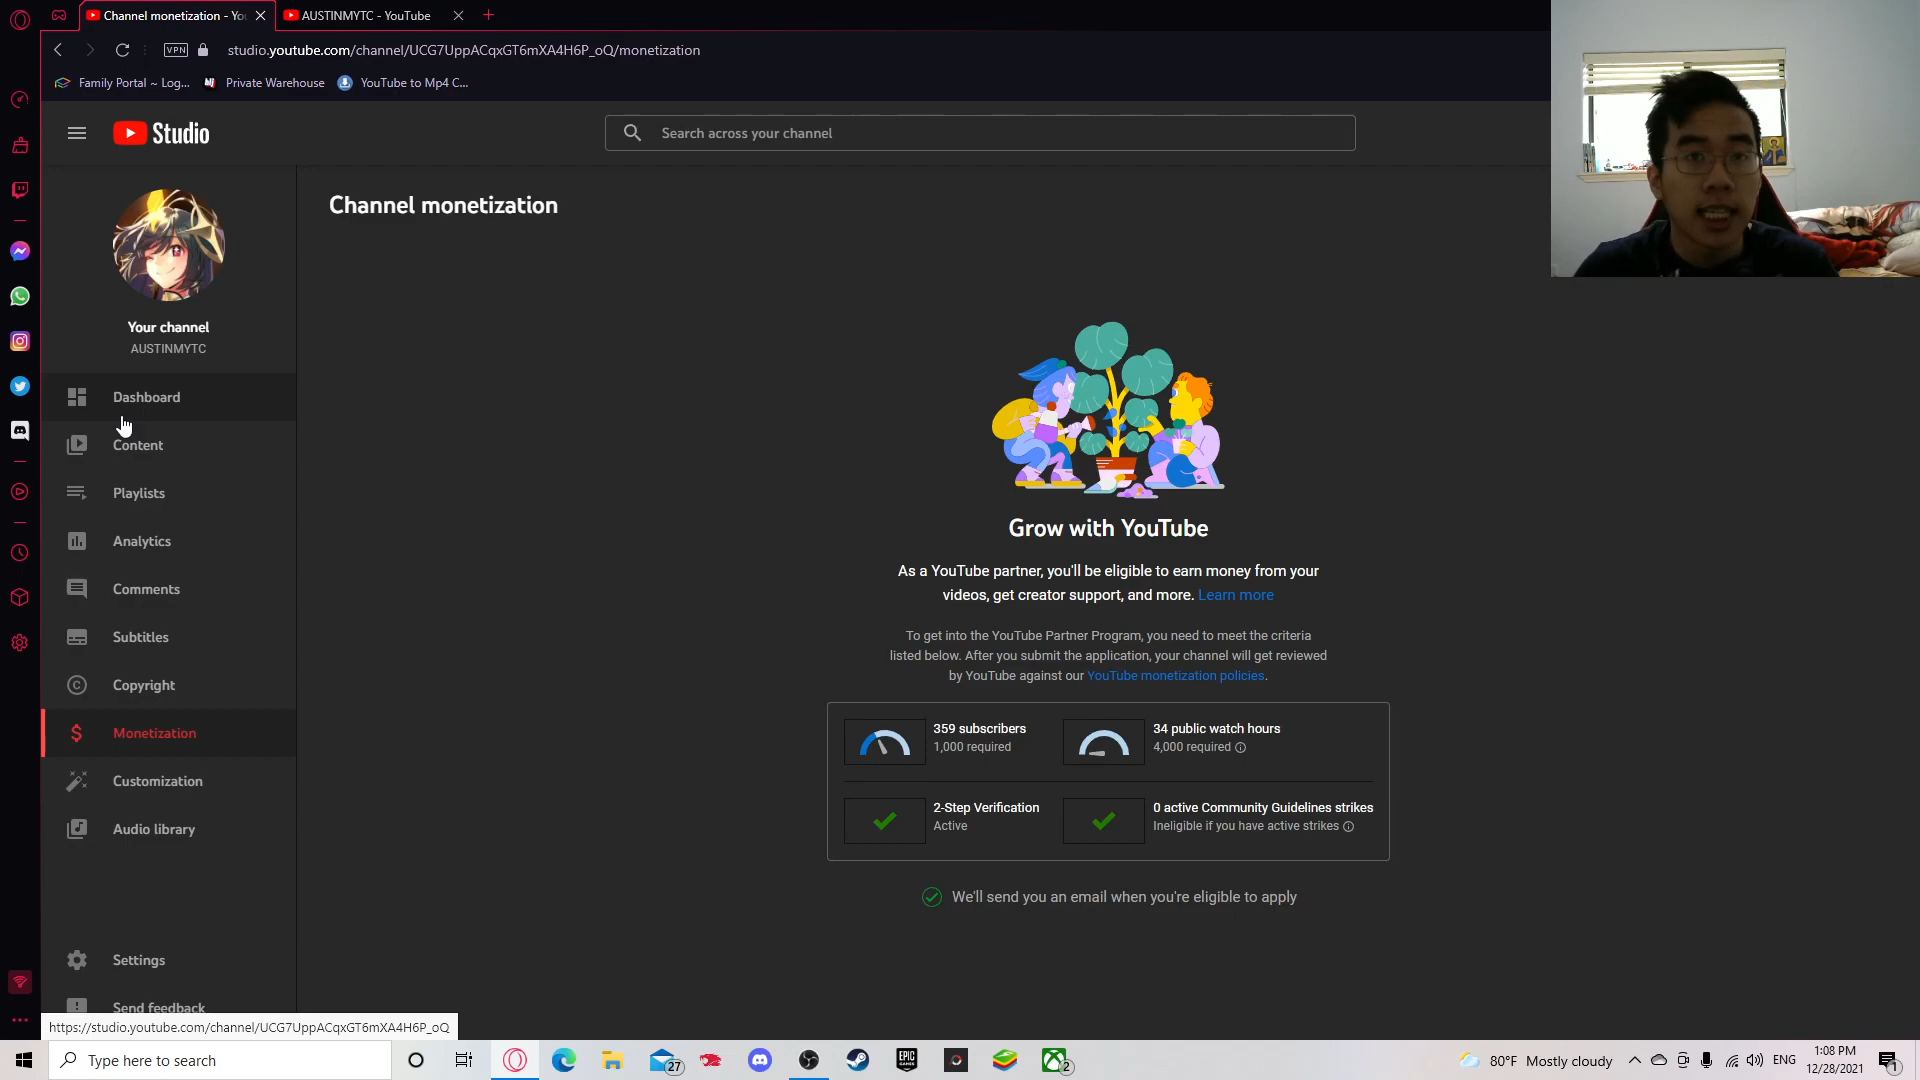 Channel monetization - Yo
AUSTINMYTC - YouTube
VPN
studio.youtube.com/channel/UCG7UppACqxGT6mXA4H6P_oQ/monetization
Family Portal ~ Log...
Private Warehouse
YouTube to Mp4 C...
Studio
Search across your channel
Your channel
AUSTINMYTC
Dashboard
Content
Playlists
Analytics
Comments
Subtitles
Copyright
Monetization
Customization
Audio library
Settings
Send feedback
Channel monetization
Grow with YouTube
As a YouTube partner, you'll be eligible to earn money from your
videos, get creator support, and more. Learn more
To get into the YouTube Partner Program, you need to meet the criteria
listed below. After you submit the application, your channel will get reviewed
by YouTube against our YouTube monetization policies.
359 subscribers
1,000 required
34 public watch hours
4,000 required
2-Step Verification
Active
0 active Community Guidelines strikes
Ineligible if you have active strikes
We'll send you an email when you're eligible to apply
https://studio.youtube.com/channel/UCG7UppACqxGT6mXA4H6P_oQ
Type here to search
27
EPIC
GAMES
2
80°F Mostly cloudy
ENG
1:08 PM
12/28/2021
1